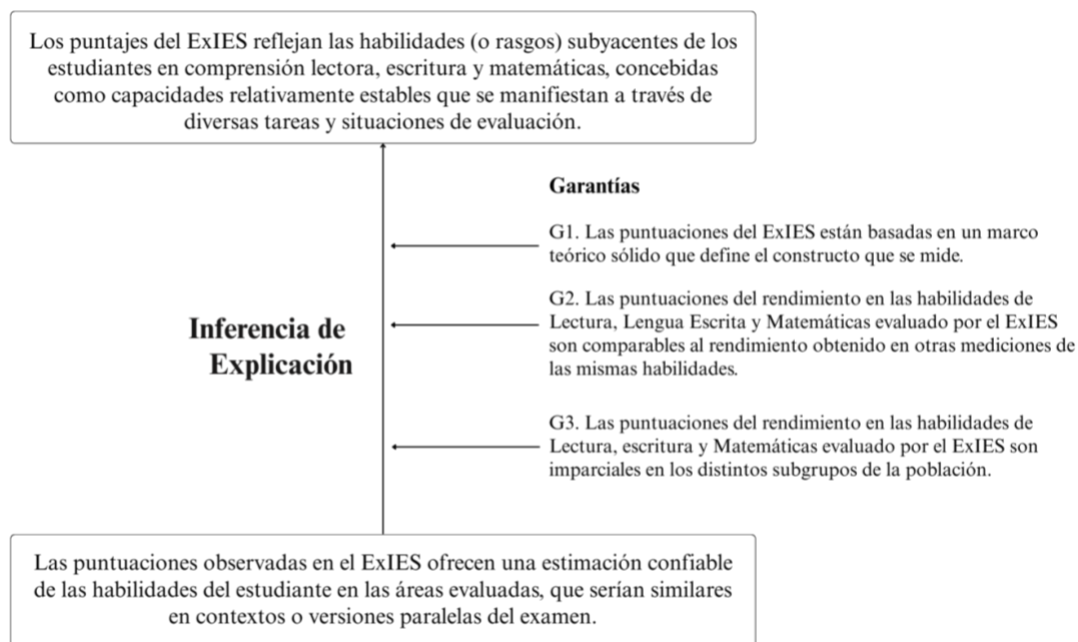 Los puntajes del ExIES reflejan las habilidades (o rasgos) subyacentes de los
estudiantes en comprensión lectora, escritura y matemáticas, concebidas
como capacidades relativamente estables que se manifiestan a través de
diversas tareas y situaciones de evaluación.
Garantías
G1. Las puntuaciones del ExIES están basadas en un marco
teórico sólido que define el constructo que se mide.
G2. Las puntuaciones del rendimiento en las habilidades de
Lectura, Lengua Escrita y Matemáticas evaluado por el ExIES
son comparables al rendimiento obtenido en otras mediciones de
las mismas habilidades.
Inferencia de
Explicación
G3. Las puntuaciones del rendimiento en las habilidades de
Lectura, escritura y Matemáticas evaluado por el ExIES son
imparciales en los distintos subgrupos de la población.
Las puntuaciones observadas en el ExIES ofrecen una estimación confiable
de las habilidades del estudiante en las áreas evaluadas, que serían similares
en contextos o versiones paralelas del examen.